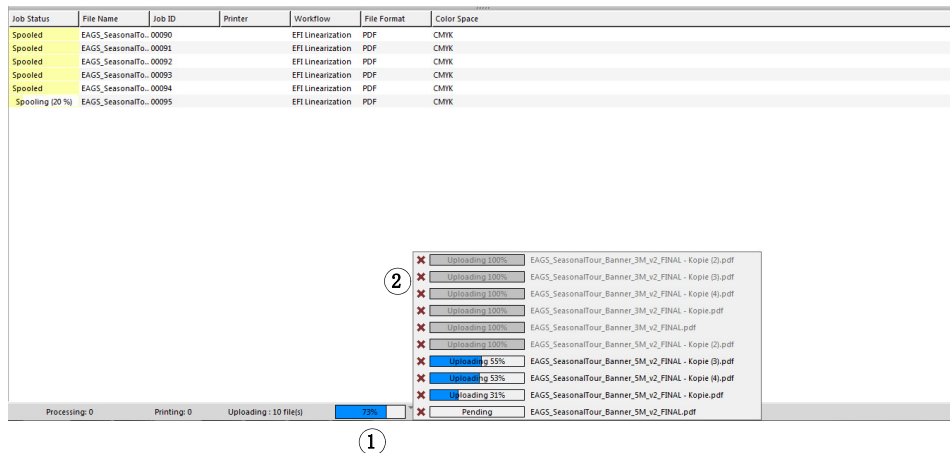 Job Status File Name Job ID Printer Workflow File Format Color Space
Spooled EAGS_SeasonalTo... 00090 EFI Linearization PDF CMYK
Spooled EAGS_SeasonalTo... 00091 EFI Linearization PDF CMYK
Spooled EAGS_SeasonalTo... 00092 EFI Linearization PDF CMYK
Spooled EAGS_SeasonalTo... 00093 EFI Linearization PDF CMYK
Spooled EAGS_SeasonalTo... 00094 EFI Linearization PDF CMYK
Spooling (20 %) EAGS_SeasonalTo... 00095 EFI Linearization PDF CMYK
Uploading 100% EAGS_SeasonalTour_Banner_3M_v2_FINAL - Kopie (2).pdf
2 Uploading 100% EAGS_SeasonalTour_Banner_3M_v2_FINAL - Kopie (3).pdf
Uploading 100% EAGS_SeasonalTour_Banner_3M_v2_FINAL - Kopie (4).pdf
Uploading 100% EAGS_SeasonalTour_Banner_3M_v2_FINAL - Kopie.pdf
Uploading 100% EAGS_SeasonalTour_Banner_3M_v2_FINAL.pdf
Uploading 100% EAGS_SeasonalTour_Banner_5M_v2_FINAL - Kopie (2).pdf
Uploading 55% EAGS_SeasonalTour_Banner_5M_v2_FINAL - Kopie (3).pdf
Uploading 53% EAGS_SeasonalTour_Banner_5M_v2_FINAL - Kopie (4).pdf
Uploading 31% EAGS_SeasonalTour_Banner_5M_v2_FINAL - Kopie.pdf
Processing: 0 Printing: 0 Uploading : 10 file(s) 73% Pending EAGS_SeasonalTour_Banner_5M_v2_FINAL.pdf
1